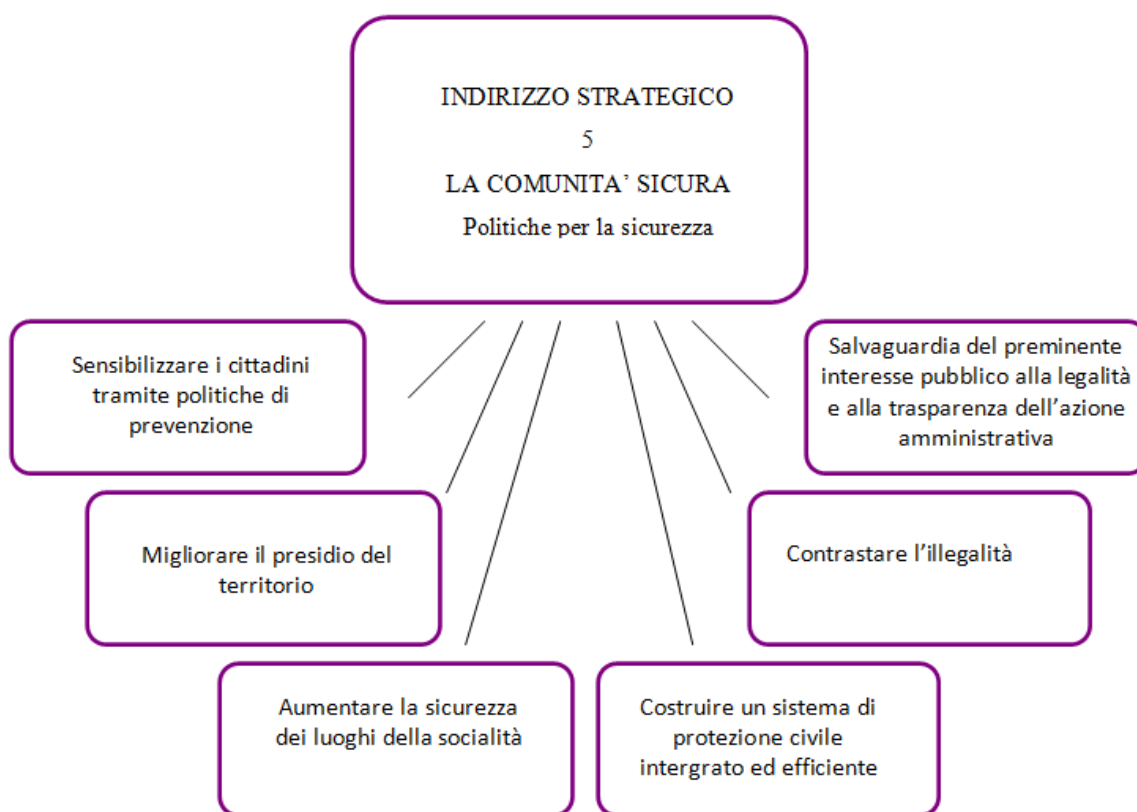 INDIRIZZO STRATEGICO
5
LA COMUNITA’ SICURA
Politiche per la sicurezza
Sensibilizzare i cittadini
tramite politiche di
prevenzione
Salvaguardia del preminente
interesse pubblico alla legalità
e alla trasparenza dell’azione
amministrativa
Migliorare il presidio del
territorio
Contrastare l’illegalità
Aumentare la sicurezza
dei luoghi della socialità
Costruire un sistema di
protezione civile
intergrato ed efficiente